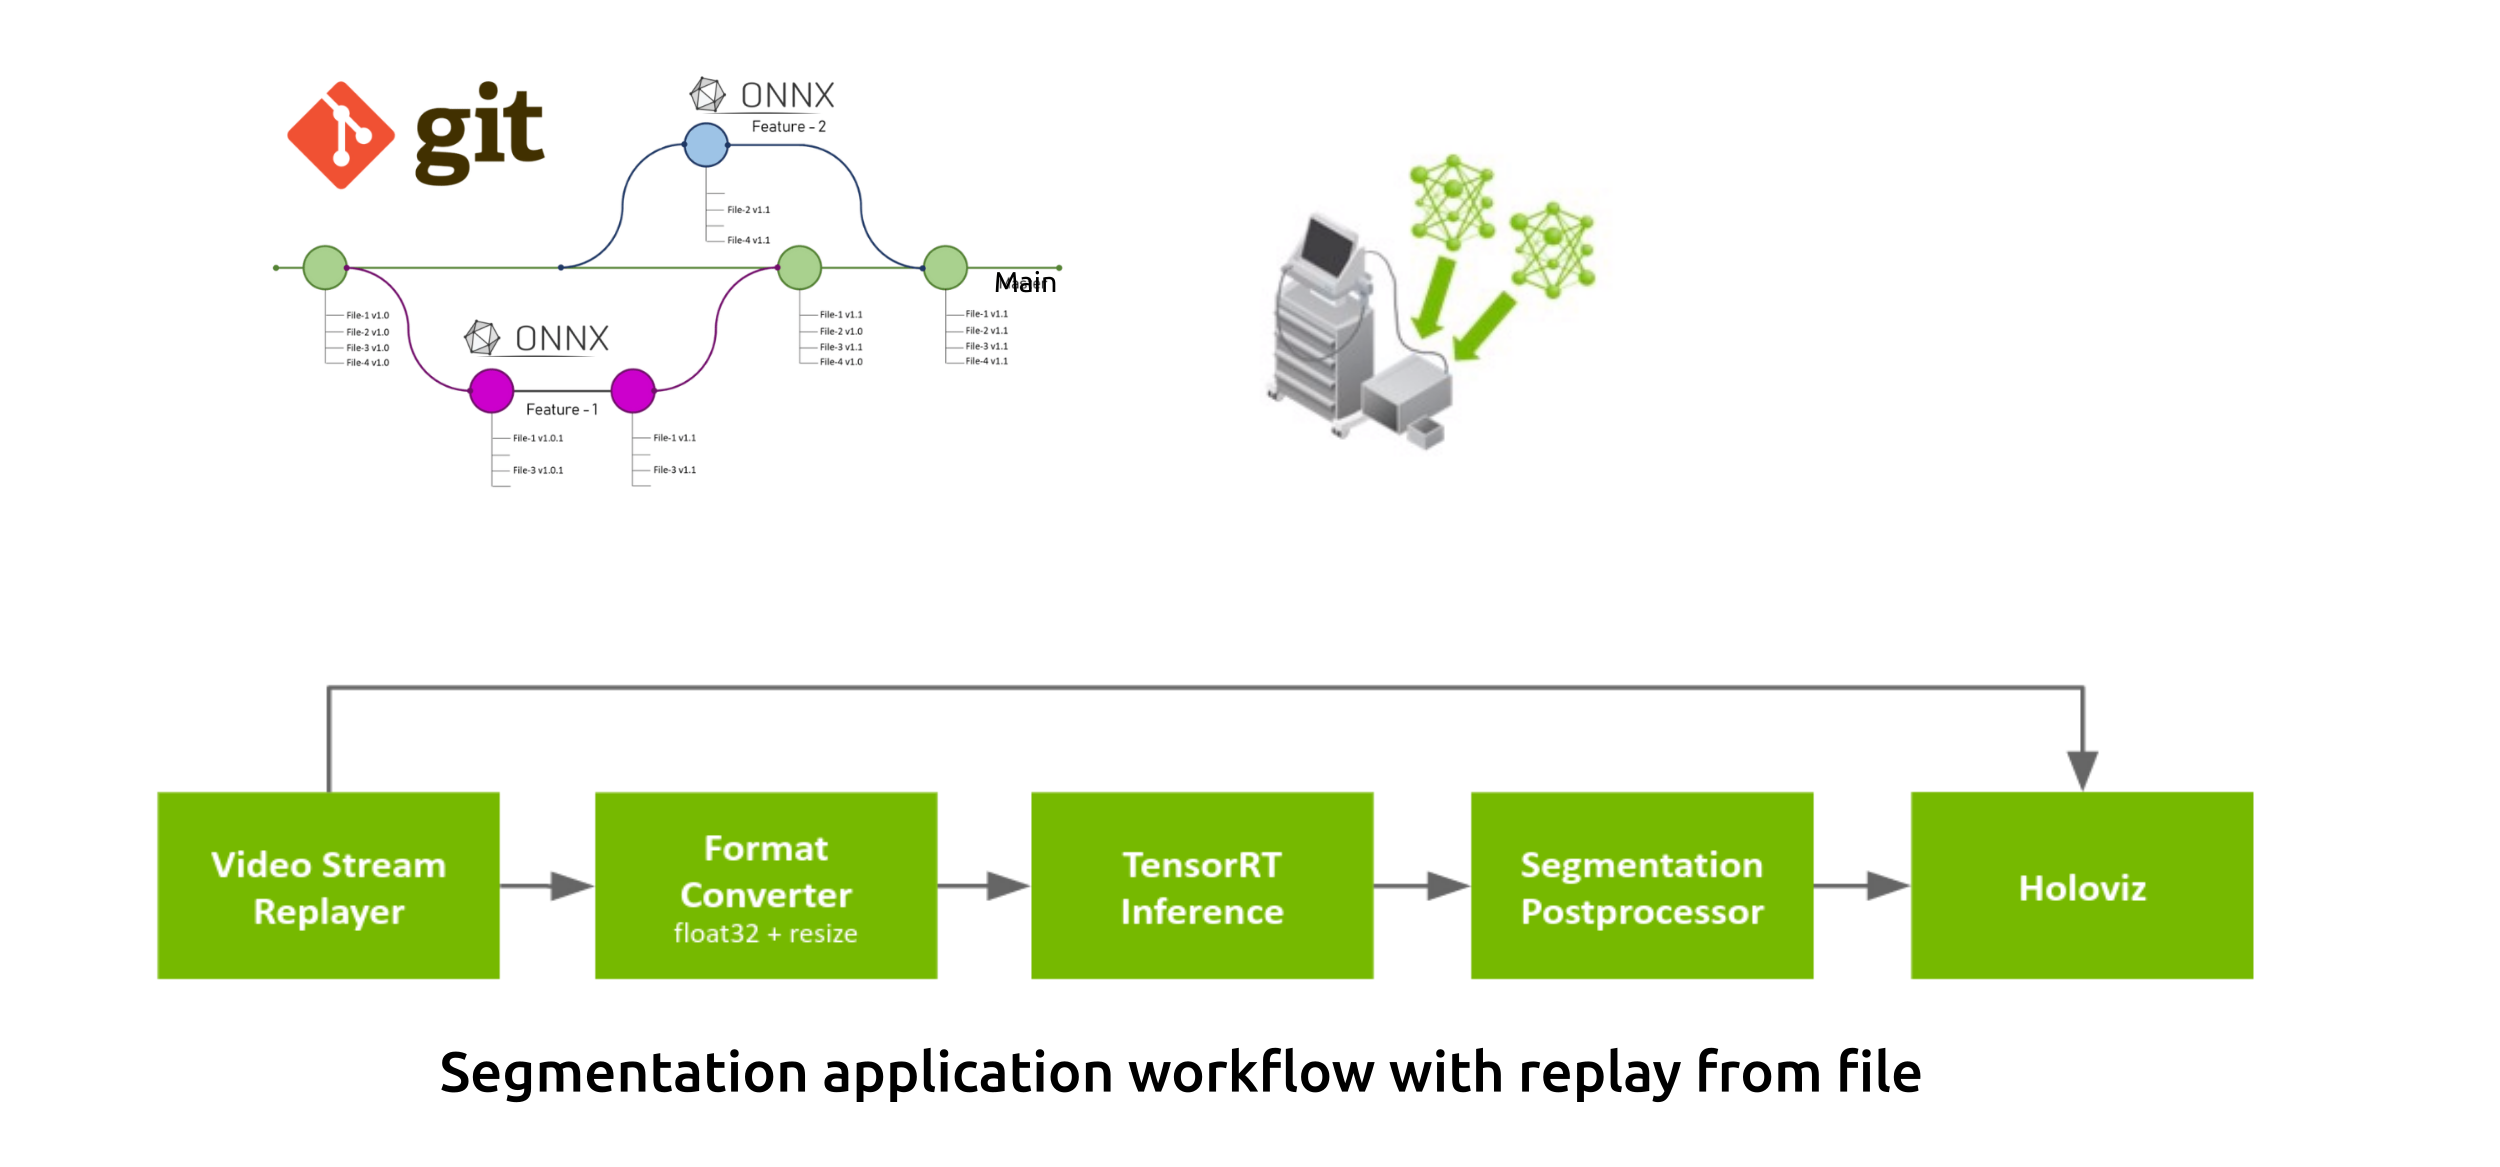 git
ONNX
Feature - 2
File-2 v1.1
File-4 v1.1
Main
File-1 v1.0
File-2 v1.0
File-3 v1.0
File-4 v1.0
ONNX
Feature - 1
File-1 v1.0.1
File-3 v1.0.1
File-1 v1.1
File-3 v1.1
File-1 v1.1
File-2 v1.0
File-3 v1.1
File-4 v1.0
File-1 v1.1
File-2 v1.1
File-3 v1.1
File-4 v1.1
Video Stream
Replayer
Format
Converter
float32 + resize
TensorRT
Inference
Segmentation
Postprocessor
Holoviz
Segmentation application workflow with replay from file